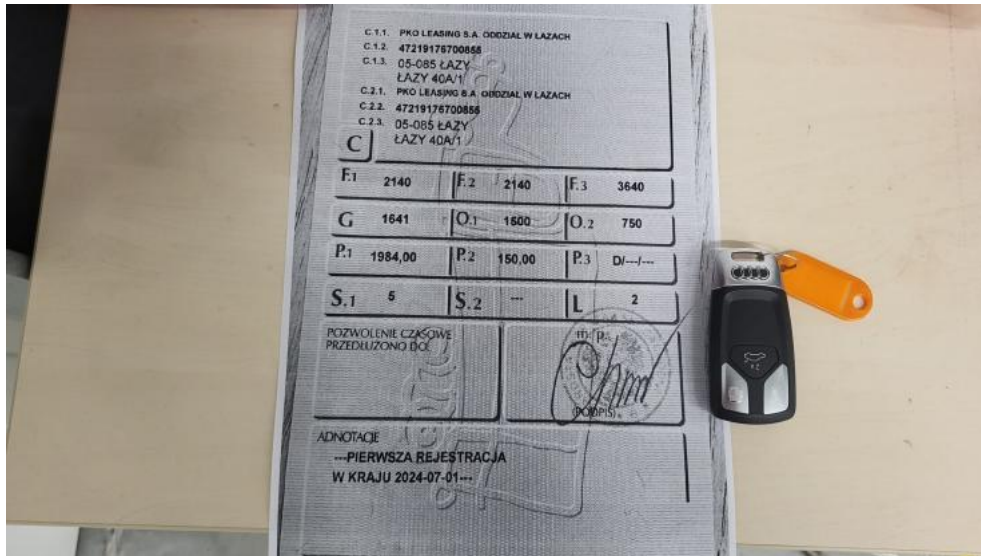 C.1.1. PKO LEASING S.A. ODDZIAŁ W ŁAZACH
C.1.2. 47219176700855
C.1.3. 05-085 ŁAZY
ŁAZY 40A/1
C.2.1. PKO LEASING S.A. ODDZIAŁ W ŁAZACH
C.2.2. 47219176700855
C.2.3. 05-085 ŁAZY
ŁAZY 40A/1
C
F.1 2140 F.2 2140 F.3 3640
G 1641 O.1 1600 O.2 750
P.1 1984,00 P.2 150,00 P.3 D/---/---
S.1 5 S.2 --- L 2
POZWOLENIE CZASOWE
PRZEDŁUŻONO DO:
m. p.
(PODPIS)
ADNOTACJE
---PIERWSZA REJESTRACJA
W KRAJU 2024-07-01---